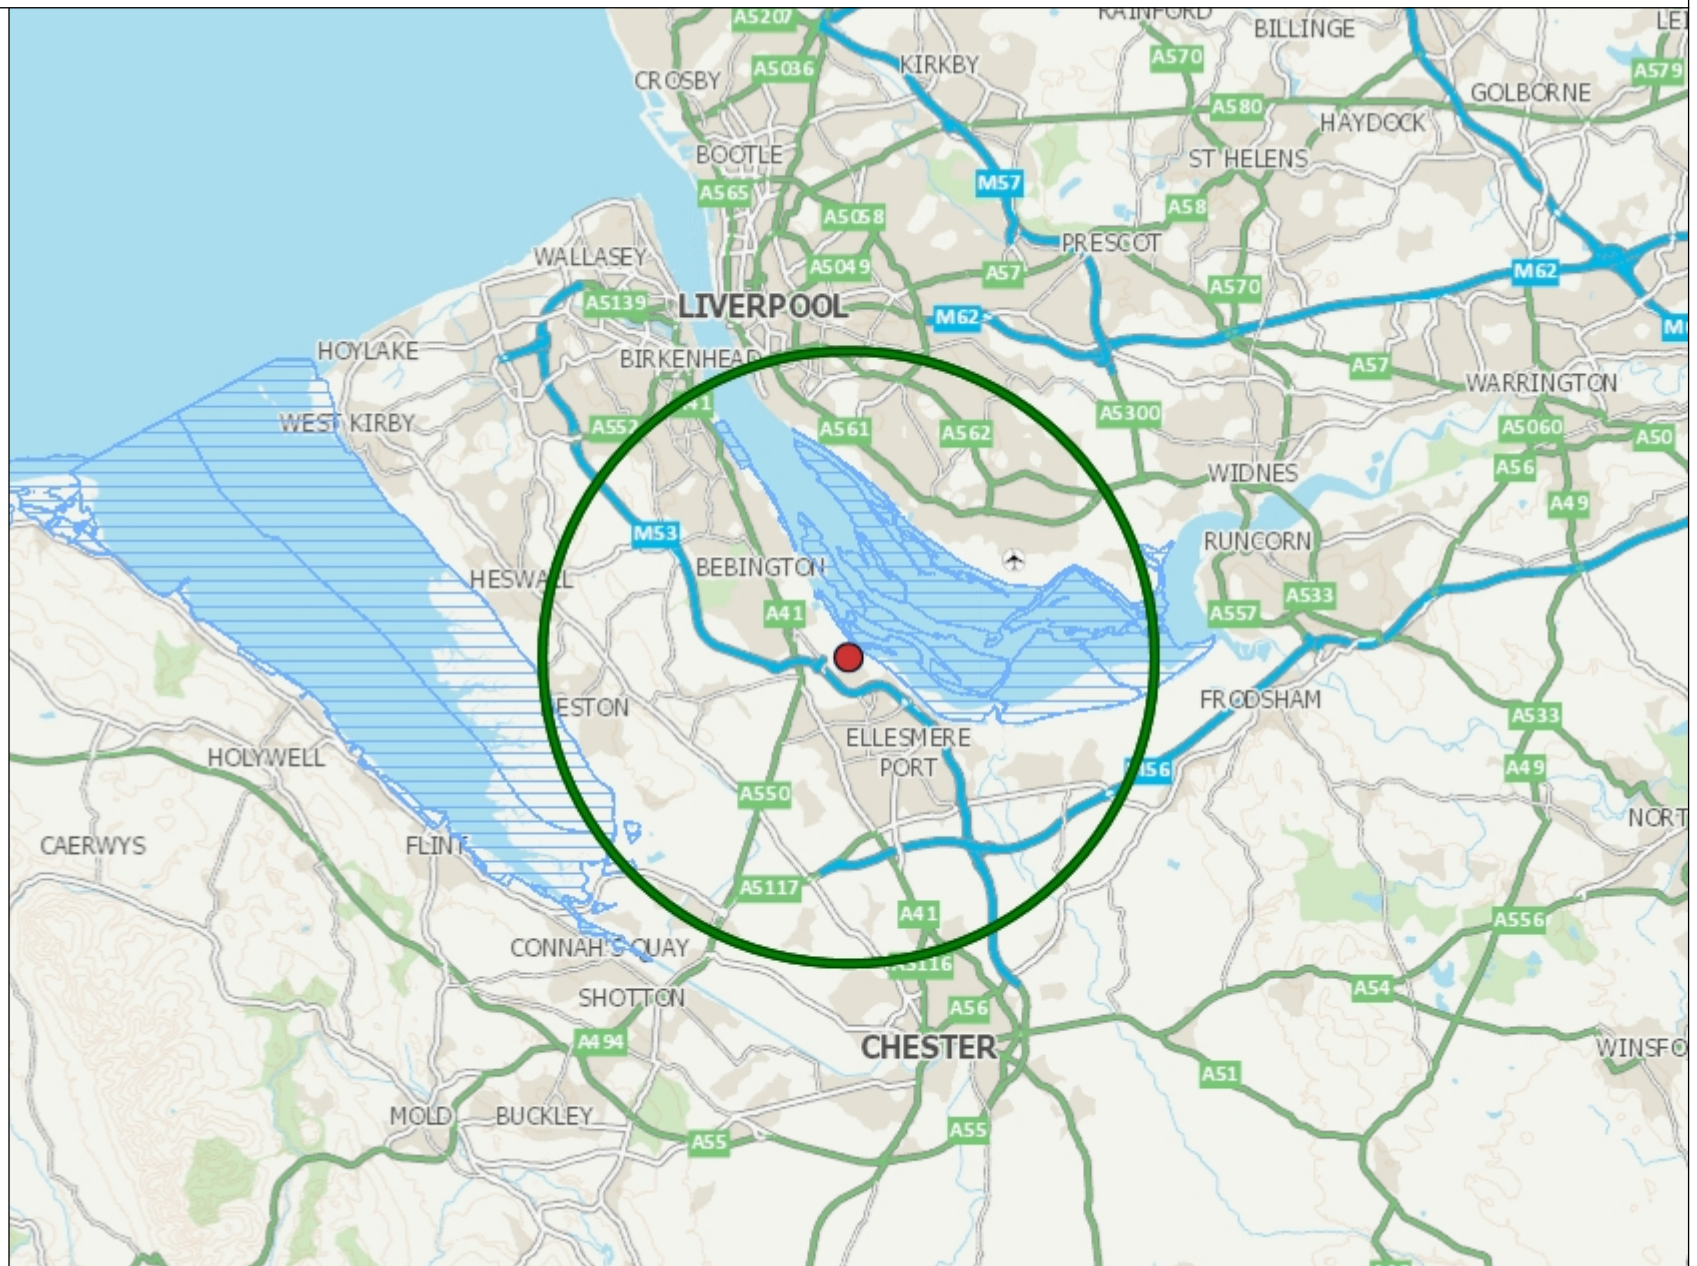 A5207
RAINFORD
BILLINGE
A5036
KIRKBY
A570
A579
CROSBY
GOLBORNE
A580
HAYDOCK
BOOTLE
ST HELENS
M57
A565
A58
A5058
PRESCOT
WALLASEY
A5049
A57
M62
A570
A5139
LIVERPOOL
M62
HOYLAKE
BIRKENHEAD
A57
WARRINGTON
A41
A5300
WEST KIRBY
A552
A561
A562
A5060
A50
A56
WIDNES
A49
M53
RUNCORN
BEBINGTON
HESWALL
A533
A41
A557
ESTON
FRODSHAM
A533
ELLESMERE
PORT
HOLYWELL
M56
A49
A550
NORT
CAERWYS
FLINT
A5117
A41
A556
CONNAH'S QUAY
A5116
A54
SHOTTON
A56
A494
CHESTER
WINSFO
A51
MOLD
BUCKLEY
A55
A55